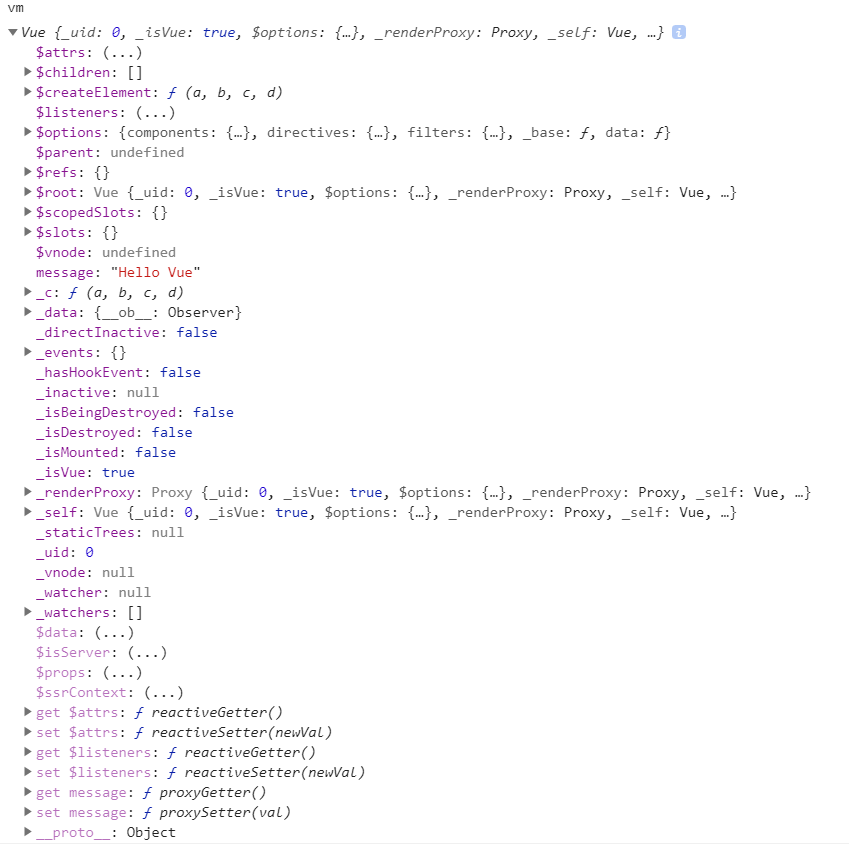 vm
Vue {_uid: 0, _isVue: true, $options: {…}, _renderProxy: Proxy, _self: Vue, …} i
$attrs: (...)
$children: []
$createElement: ƒ (a, b, c, d)
$listeners: (...)
$options: {components: {…}, directives: {…}, filters: {…}, _base: ƒ, data: ƒ}
$parent: undefined
$refs: {}
$root: Vue {_uid: 0, _isVue: true, $options: {…}, _renderProxy: Proxy, _self: Vue, …}
$scopedSlots: {}
$slots: {}
$vnode: undefined
message: "Hello Vue"
_c: ƒ (a, b, c, d)
_data: {__ob__: Observer}
_directInactive: false
_events: {}
_hasHookEvent: false
_inactive: null
_isBeingDestroyed: false
_isDestroyed: false
_isMounted: false
_isVue: true
_renderProxy: Proxy {_uid: 0, _isVue: true, $options: {…}, _renderProxy: Proxy, _self: Vue, …}
_self: Vue {_uid: 0, _isVue: true, $options: {…}, _renderProxy: Proxy, _self: Vue, …}
_staticTrees: null
_uid: 0
_vnode: null
_watcher: null
_watchers: []
$data: (...)
$isServer: (...)
$props: (...)
$ssrContext: (...)
get $attrs: ƒ reactiveGetter()
set $attrs: ƒ reactiveSetter(newVal)
get $listeners: ƒ reactiveGetter()
set $listeners: ƒ reactiveSetter(newVal)
get message: ƒ proxyGetter()
set message: ƒ proxySetter(val)
__proto__: Object